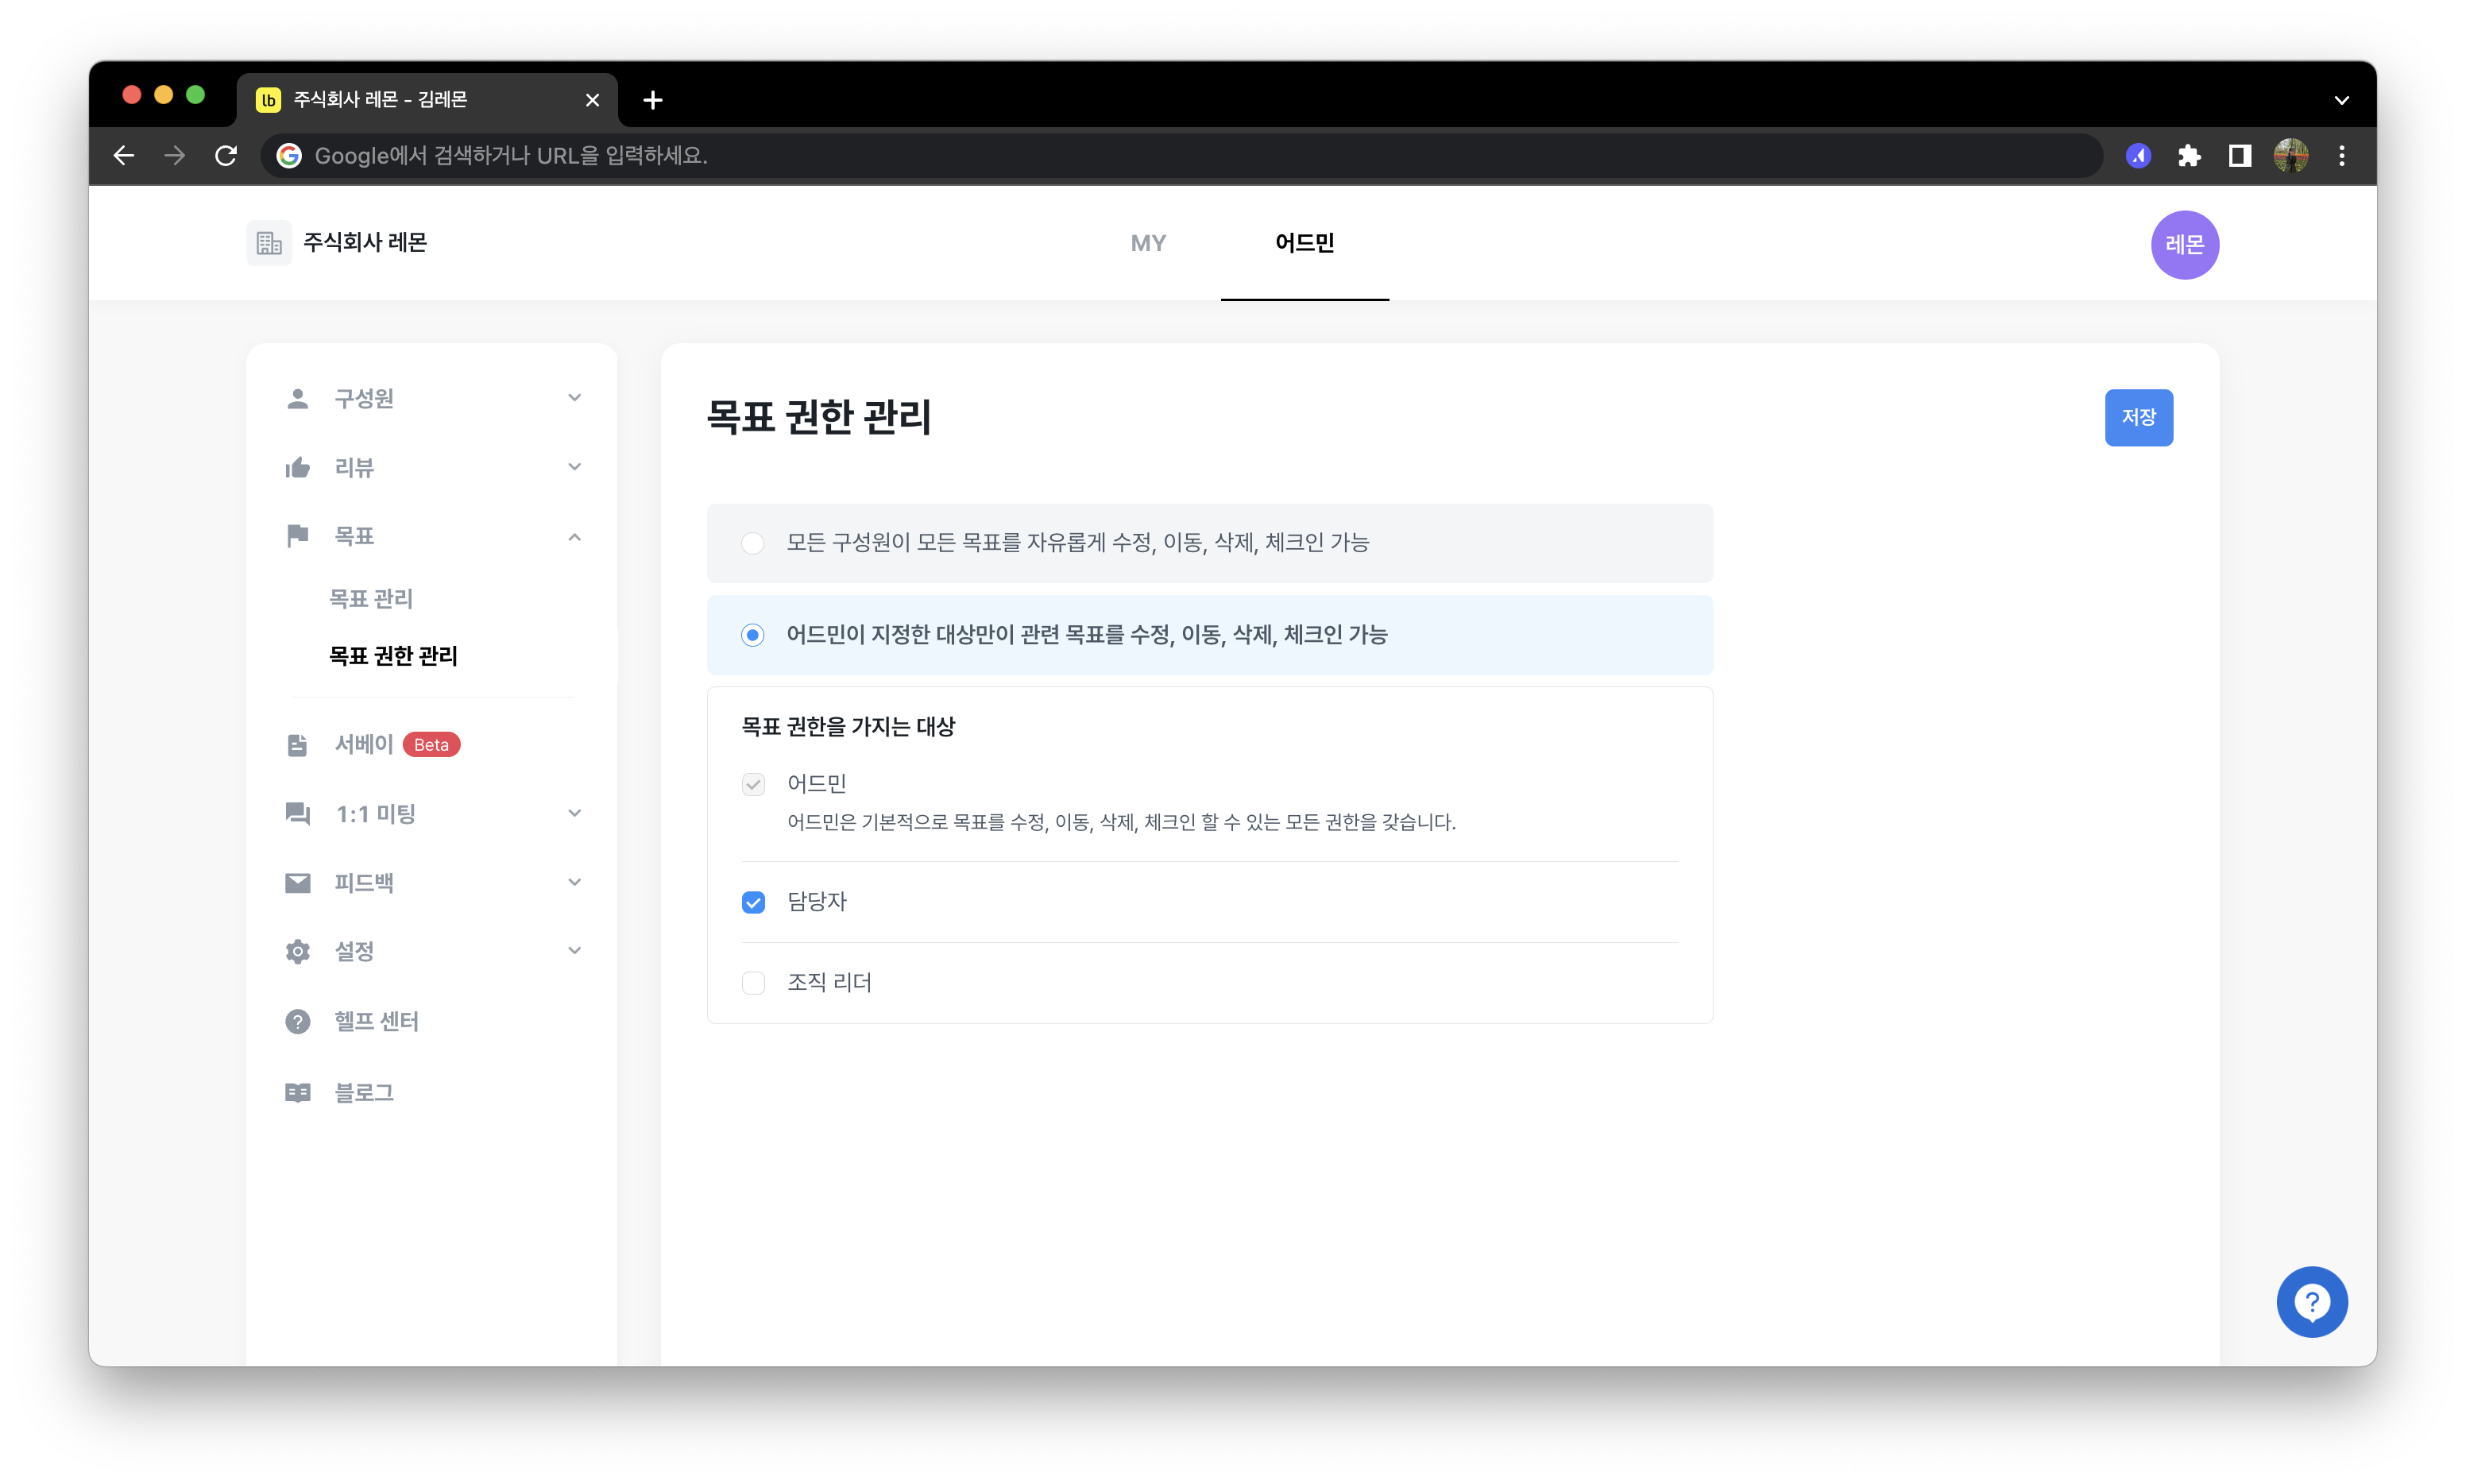 lb 주식회사 레몬 - 김레몬
Google에서 검색하거나 URL을 입력하세요.
주식회사 레몬
MY
어드민
레몬
구성원
리뷰
목표
목표 관리
목표 권한 관리
서베이 Beta
1:1 미팅
피드백
설정
헬프 센터
블로그
목표 권한 관리
저장
모든 구성원이 모든 목표를 자유롭게 수정, 이동, 삭제, 체크인 가능
어드민이 지정한 대상만이 관련 목표를 수정, 이동, 삭제, 체크인 가능
목표 권한을 가지는 대상
어드민
어드민은 기본적으로 목표를 수정, 이동, 삭제, 체크인 할 수 있는 모든 권한을 갖습니다.
담당자
조직 리더